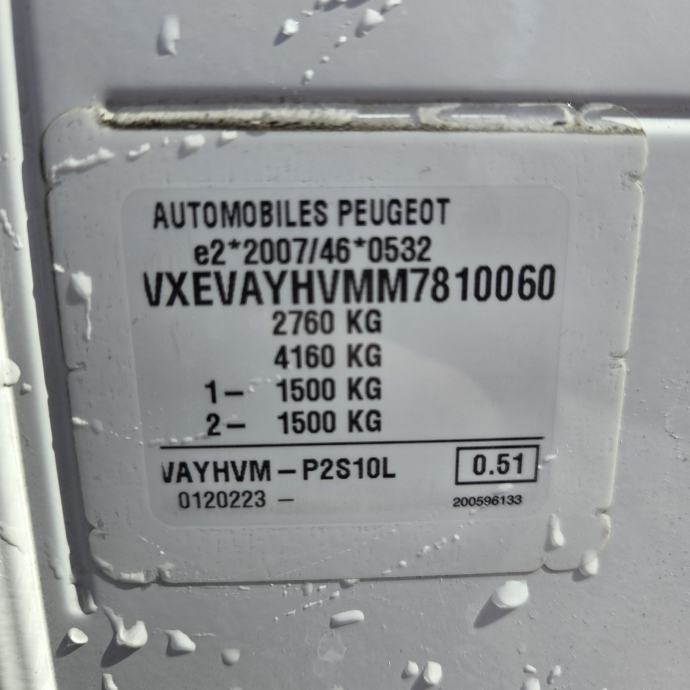 AUTOMOBILES PEUGEOT
e2*2007/46*0532
VXEVAYHVMM7810060
2760 KG
4160 KG
1- 1500 KG
2- 1500 KG
VAYHVM-P2S10L 0.51
0120223 - 200596133